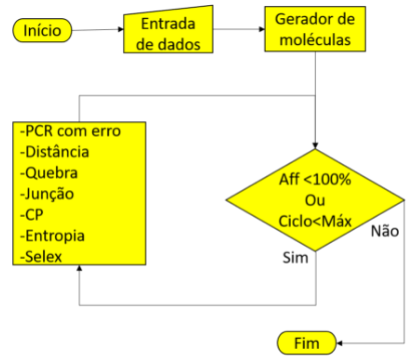 Início
Entrada
de dados
Gerador de
moléculas
-PCR com erro
-Distância
-Quebra
-Junção
-CP
-Entropia
-Selex
Aff <100%
Ou
Ciclo<Máx
Não
Sim
Fim